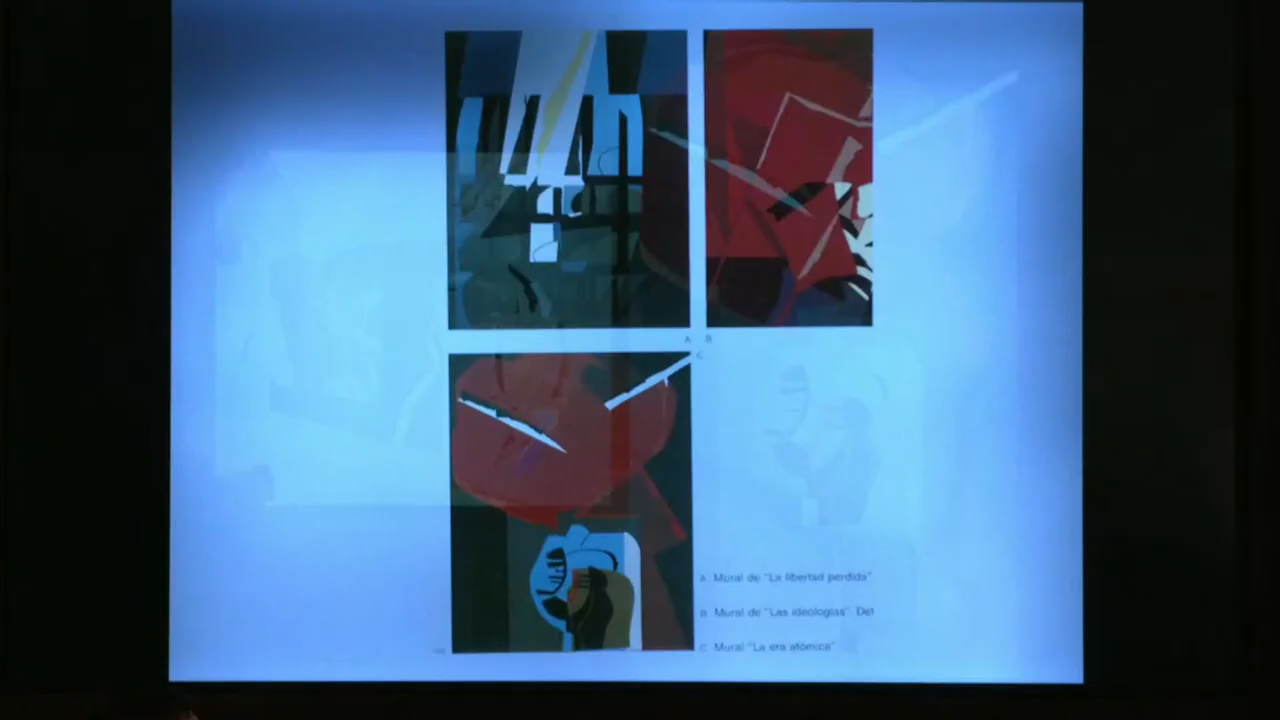 A B
C
A Mural de "La libertad perdida"
B Mural de "Las ideologías". Det
C Mural "La era atómica"